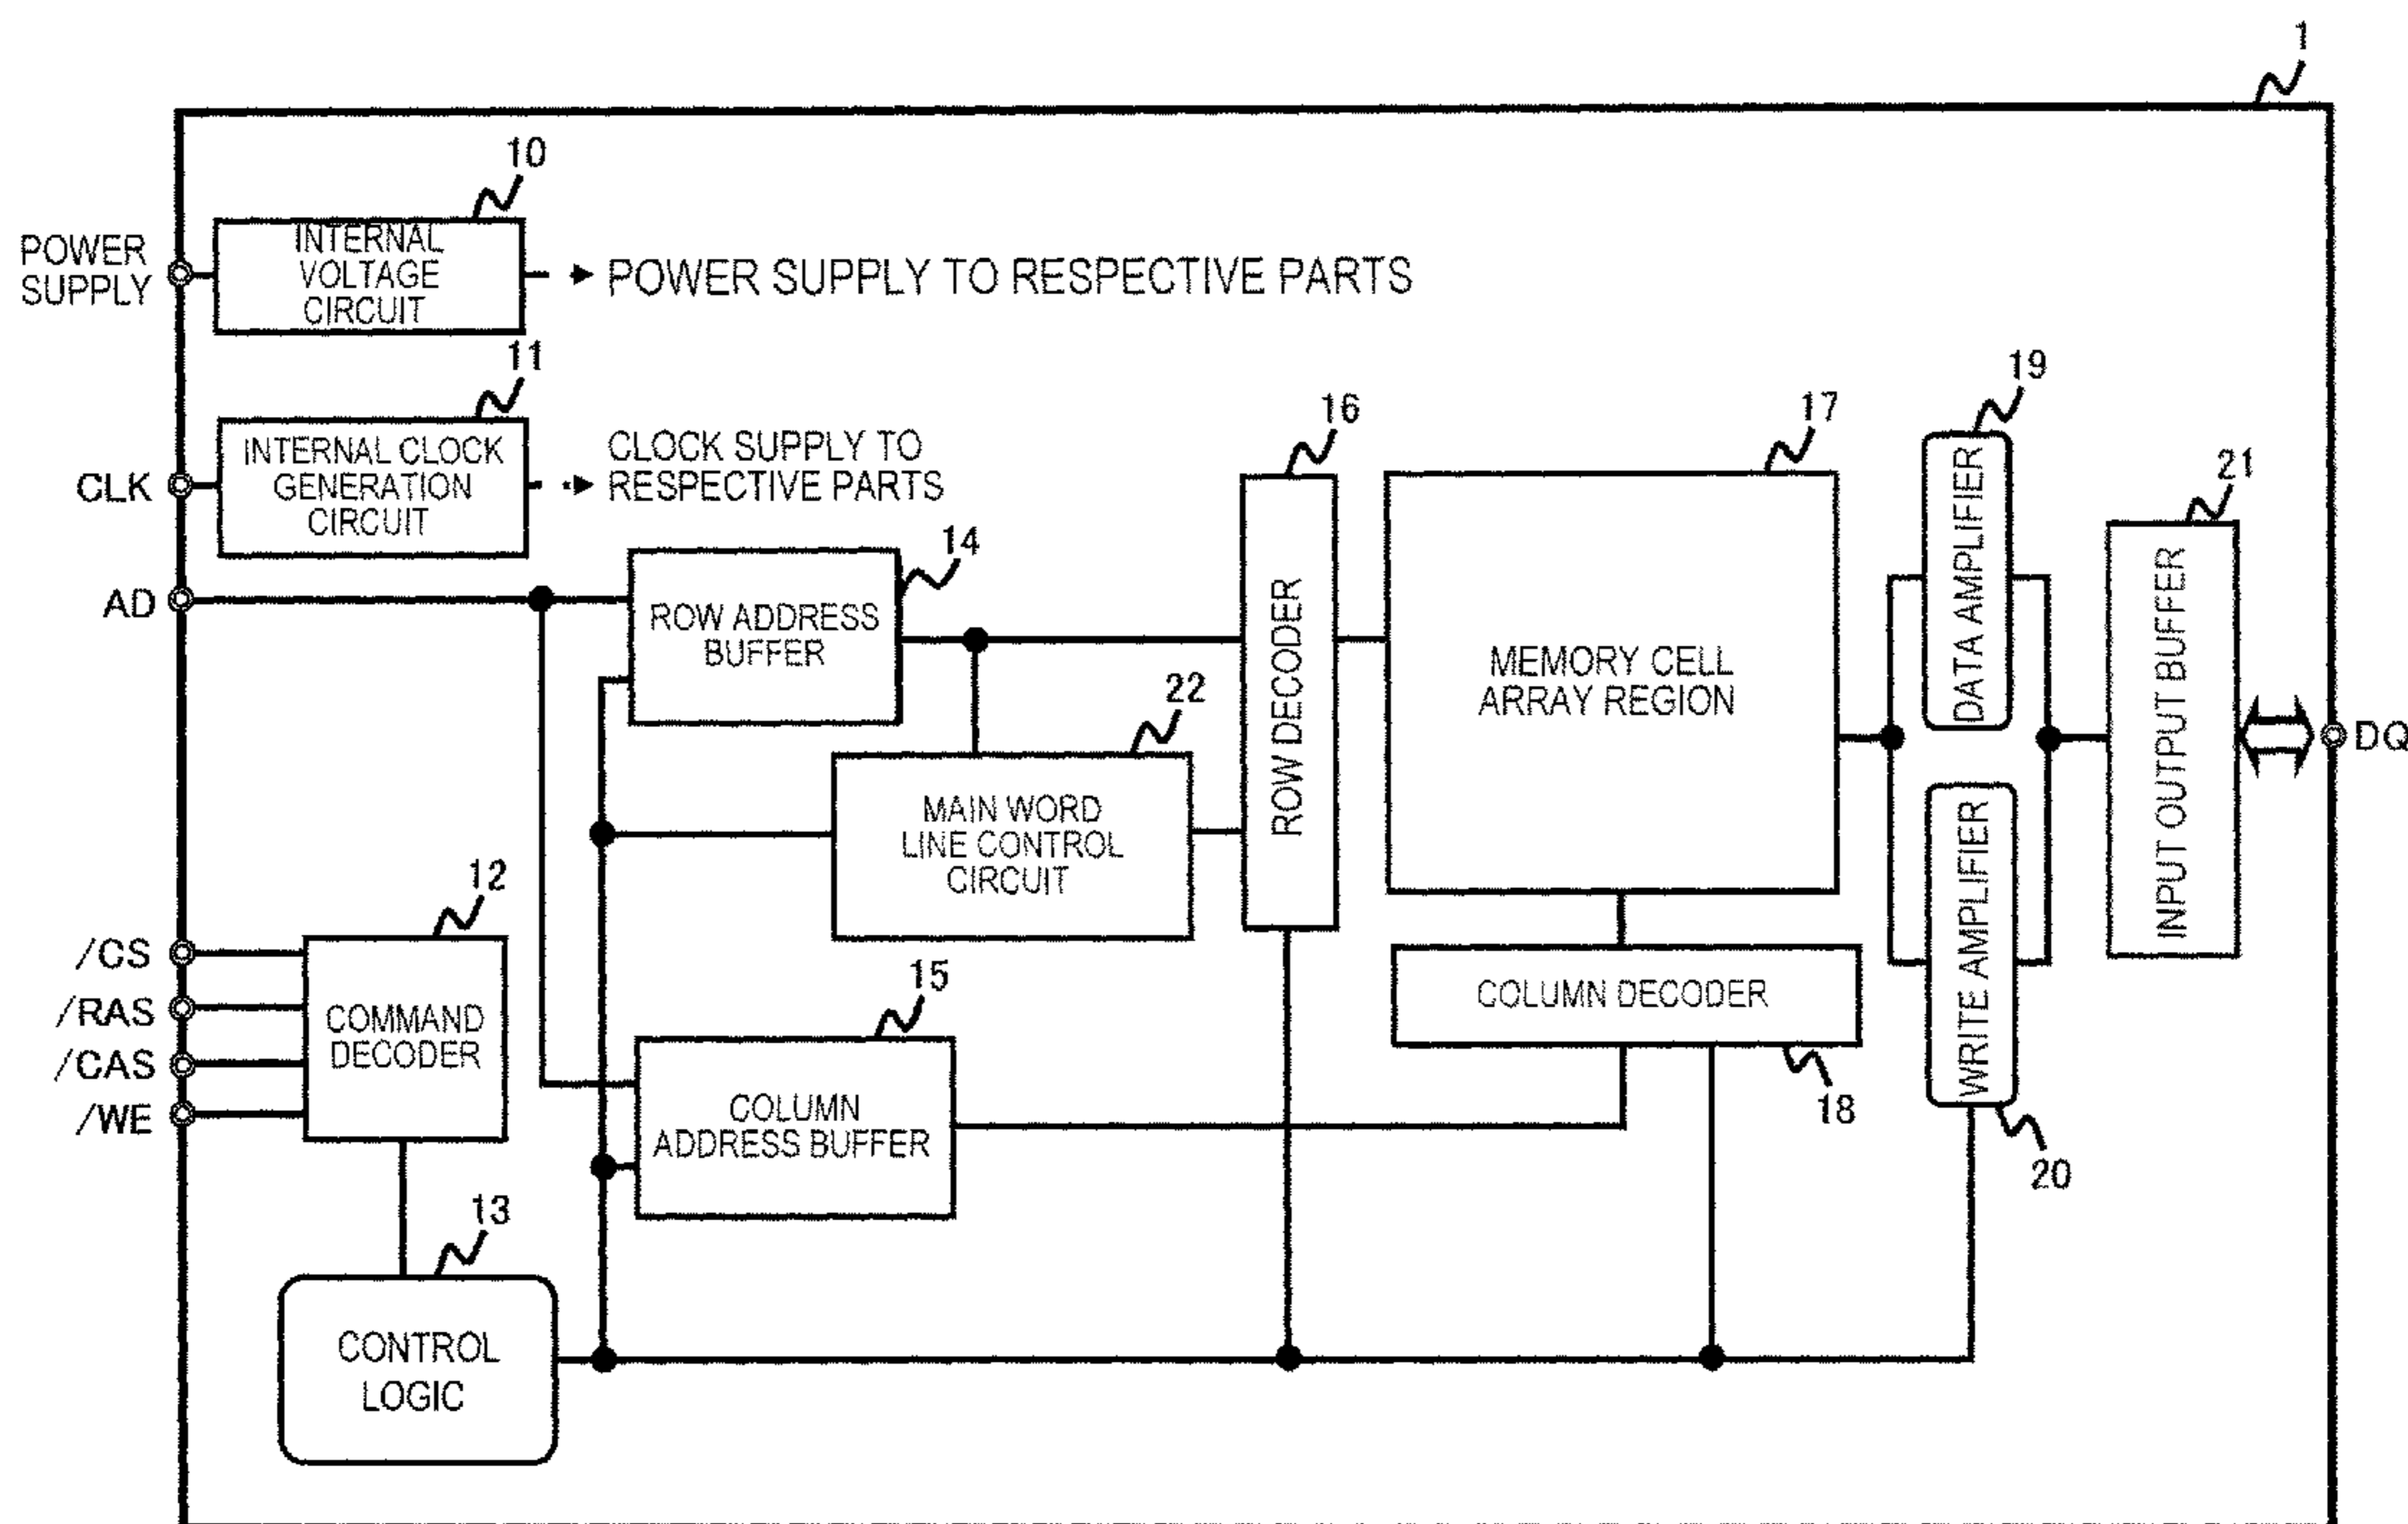 1
10
POWER
SUPPLY
INTERNAL
VOLTAGE
CIRCUIT
POWER SUPPLY TO RESPECTIVE PARTS
11
CLK
INTERNAL CLOCK
GENERATION
CIRCUIT
CLOCK SUPPLY TO
RESPECTIVE PARTS
AD
14
ROW ADDRESS
BUFFER
16
ROW DECODER
17
MEMORY CELL
ARRAY REGION
19
DATA AMPLIFIER
21
INPUT OUTPUT BUFFER
DQ
22
MAIN WORD
LINE CONTROL
CIRCUIT
12
/CS
/RAS
/CAS
/WE
COMMAND
DECODER
15
COLUMN
ADDRESS BUFFER
COLUMN DECODER
18
WRITE AMPLIFIER
20
13
CONTROL
LOGIC